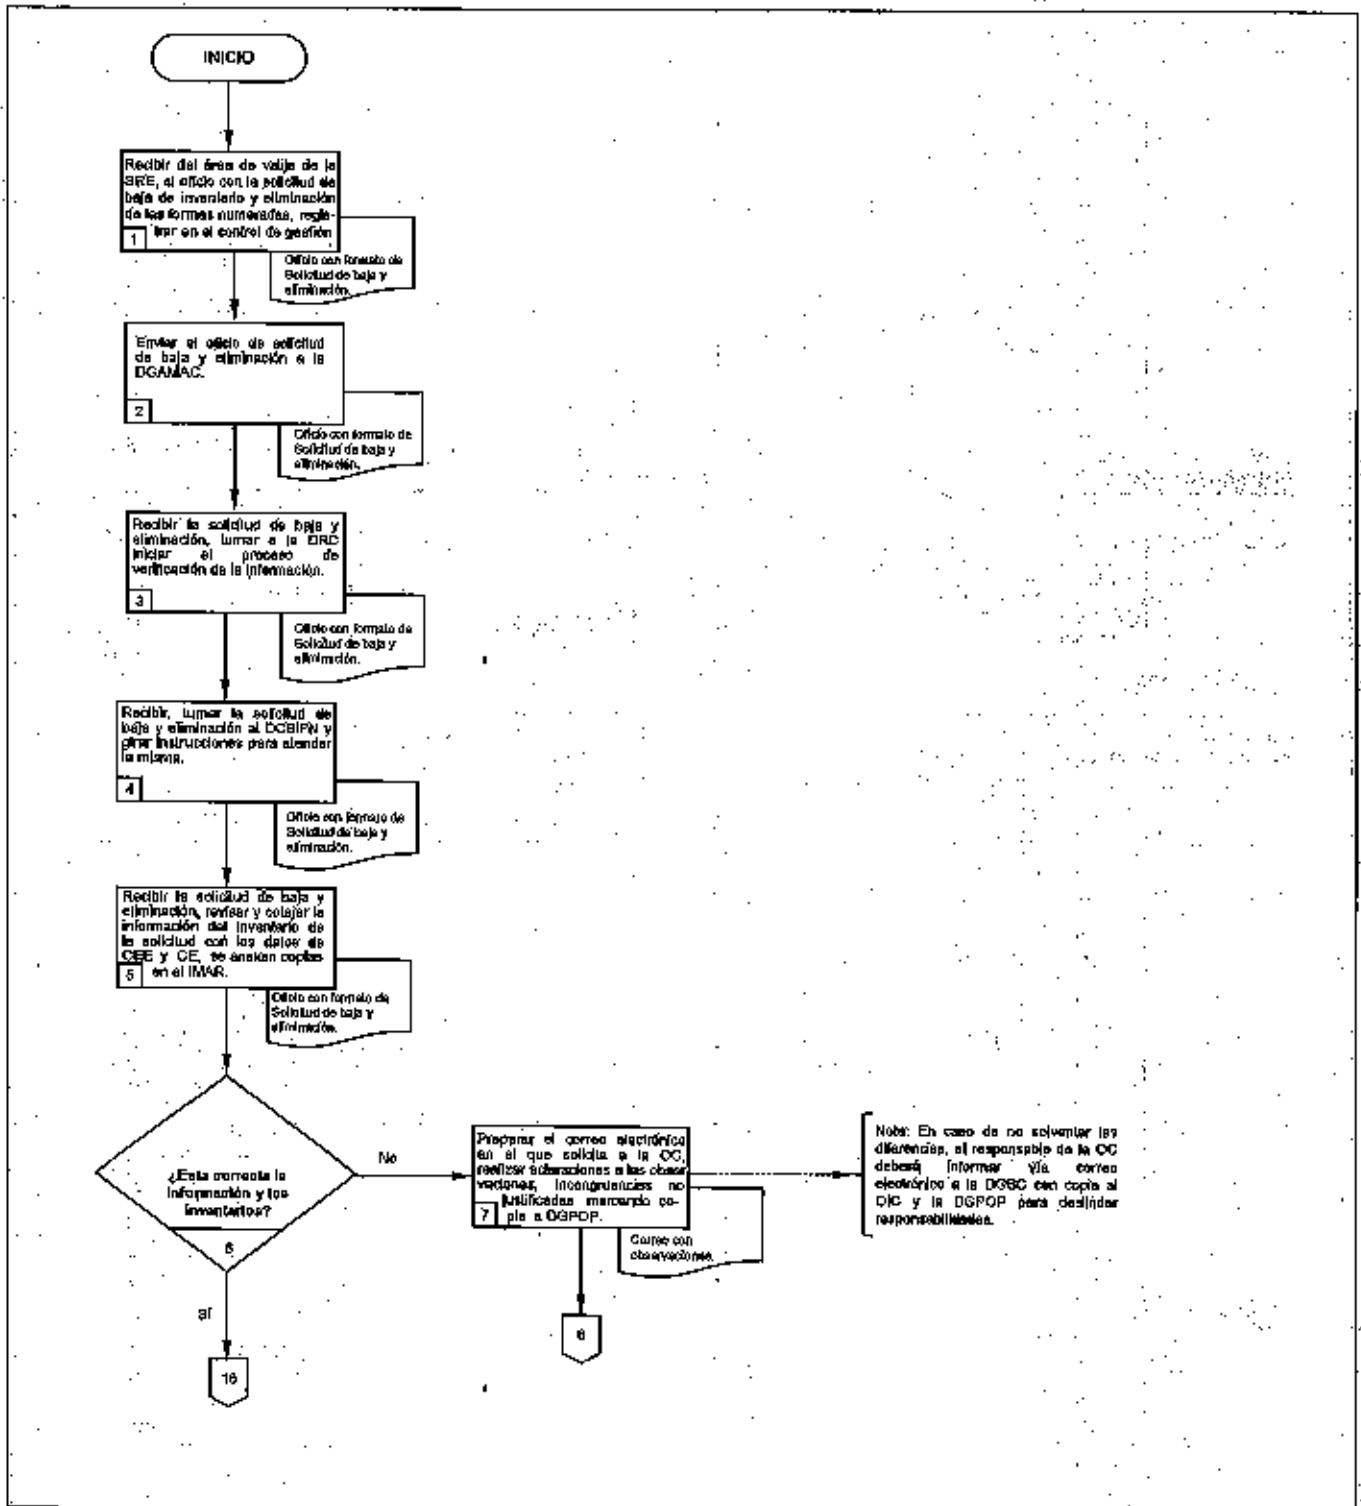 INICIO
Recibir del área de valija de la
SRE, el oficio con la solicitud de
baja de inventario y eliminación
de las formas numeradas, regis-
trar en el control de gestión
1
Oficio con formato de
Solicitud de baja y
eliminación.
Enviar el oficio de solicitud
de baja y eliminación a la
DGAMAC.
2
Oficio con formato de
Solicitud de baja y
eliminación.
Recibir la solicitud de baja y
eliminación, turnar a la
iniciar el proceso de
verificación de la información.
3
Oficio con formato de
Solicitud de baja y
eliminación.
Recibir, turnar la solicitud de
baja y eliminación al DCBIFN y
girar instrucciones para atender
la misma.
4
Oficio con formato de
Solicitud de baja y
eliminación.
Recibir la solicitud de baja y
eliminación, revisar y cotejar la
información del inventario de
la solicitud con los datos de
y CE, se anexan copias
en el IMAR.
5
Oficio con formato de
Solicitud de baja y
eliminación.
¿Esta correcta la
información y los
inventarios?
6
No
sí
16
Preparar el correo electrónico
en el que solicita a la OC,
realizar aclaraciones a las obser
vaciones, incongruencias no
justificadas marcando co-
pia a DGPOP.
7
Correo con
observaciones.
Nota: En caso de no solventar las
diferencias, el responsable de la OC
deberá informar vía correo
electrónico a la DGSC con copia al
OIC y la DGPOP para deslindar
responsabilidades.